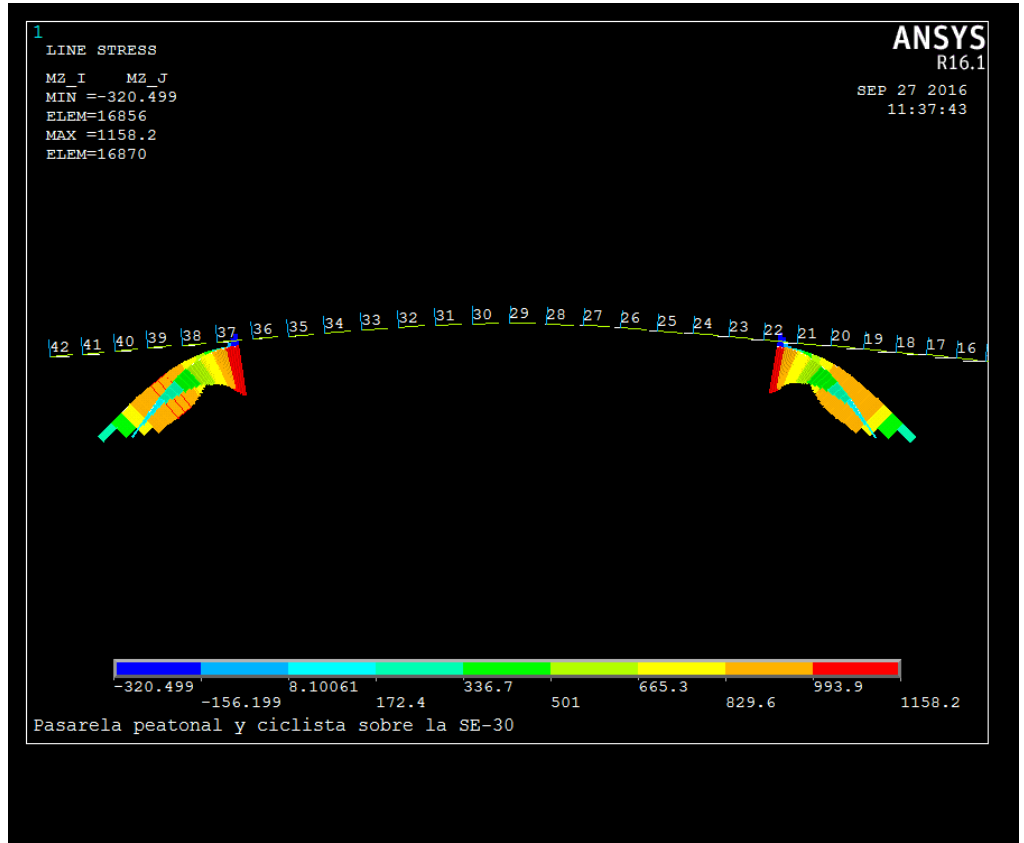 1
LINE STRESS
MZ_I MZ_J
MIN =-320.499
ELEM=16856
MAX =1158.2
ELEM=16870
ANSYS
R16.1
SEP 27 2016
11:37:43
42 41 40 39 38 37 36 35 34 33 32 31 30 29 28 27 26 25 24 23 22 21 20 19 18 17 16
-320.499 8.10061 336.7 665.3 993.9
-156.199 172.4 501 829.6 1158.2
Pasarela peatonal y ciclista sobre la SE-30